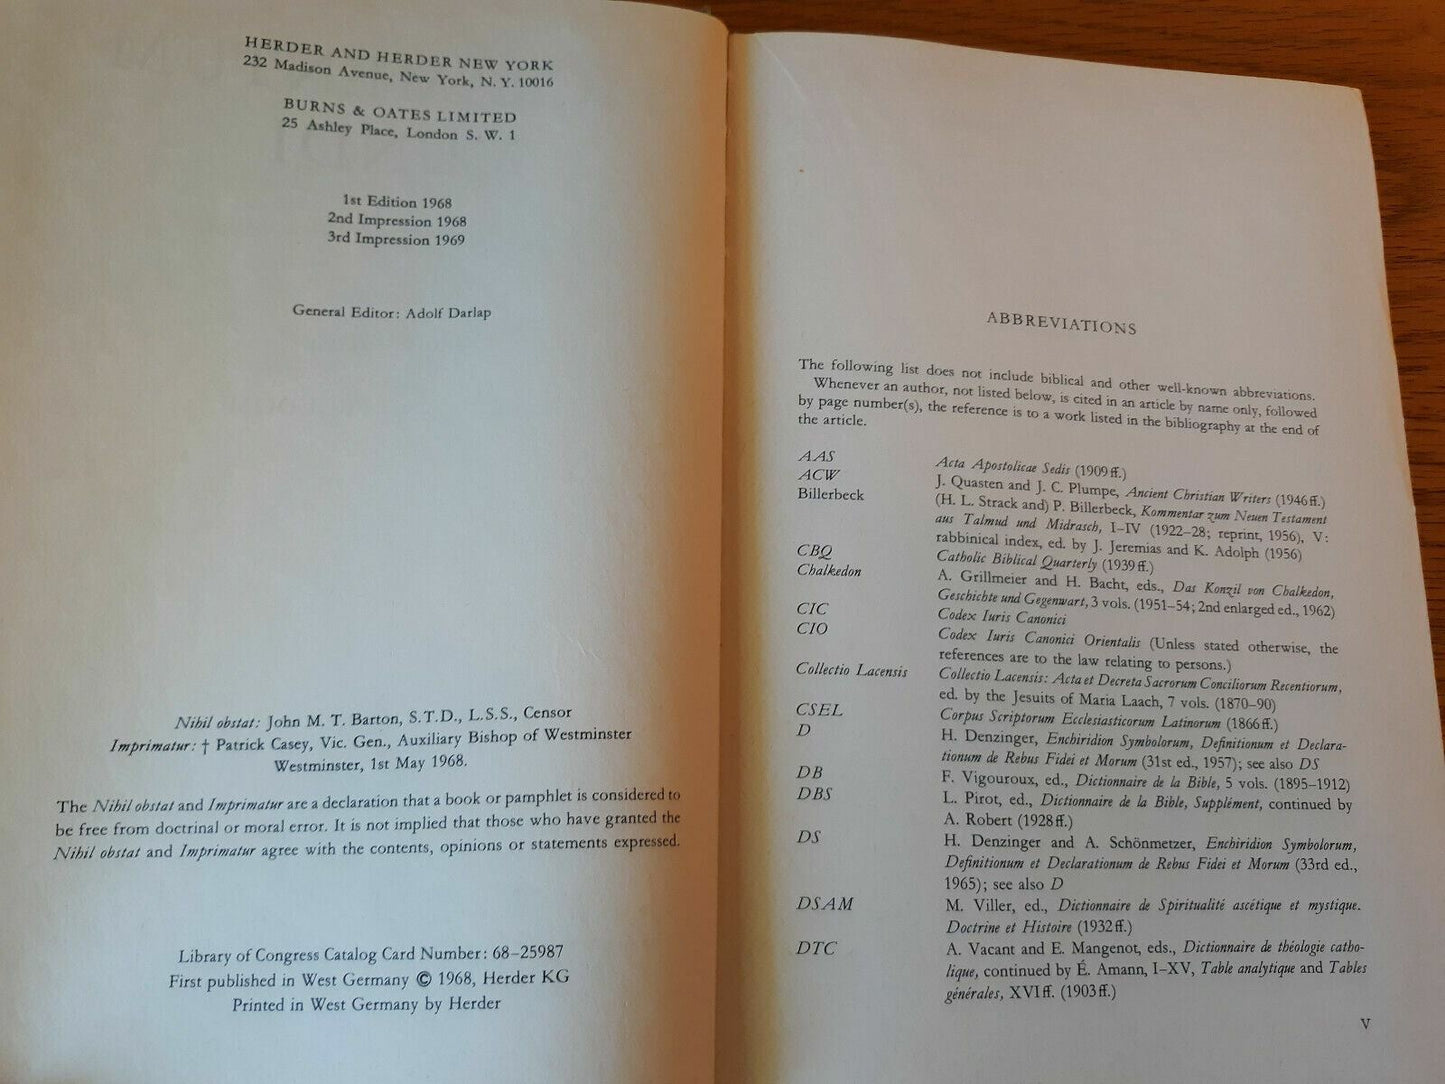 HERDER AND HERDER NEW YORK
232 Madison Avenue, New York, N. Y. 10016
BURNS & OATES LIMITED
25 Ashley Place, London S. W. 1
1st Edition 1968
2nd Impression 1968
3rd Impression 1969
General Editor: Adolf Darlap
Nihil obstat: John M. T. Barton, S.T.D., L.S.S., Censor
Imprimatur: † Patrick Casey, Vic. Gen., Auxiliary Bishop of Westminster
Westminster, 1st May 1968.
The Nihil obstat and Imprimatur are a declaration that a book or pamphlet is considered to
be free from doctrinal or moral error. It is not implied that those who have granted the
Nihil obstat and Imprimatur agree with the contents, opinions or statements expressed.
Library of Congress Catalog Card Number: 68-25987
First published in West Germany © 1968, Herder KG
Printed in West Germany by Herder
ABBREVIATIONS
The following list does not include biblical and other well-known abbreviations.
Whenever an author, not listed below, is cited in an article by name only, followed
by page number(s), the reference is to a work listed in the bibliography at the end of
the article.
AAS Acta Apostolicae Sedis (1909 ff.)
ACW J. Quasten and J. C. Plumpe, Ancient Christian Writers (1946 ff.)
Billerbeck (H. L. Strack and) P. Billerbeck, Kommentar zum Neuen Testament
aus Talmud und Midrasch, I–IV (1922–28; reprint, 1956), V:
rabbinical index, ed. by J. Jeremias and K. Adolph (1956)
CBQ Catholic Biblical Quarterly (1939 ff.)
Chalkedon A. Grillmeier and H. Bacht, eds., Das Konzil von Chalkedon,
Geschichte und Gegenwart, 3 vols. (1951–54; 2nd enlarged ed., 1962)
CIC Codex Iuris Canonici
CIO Codex Iuris Canonici Orientalis (Unless stated otherwise, the
references are to the law relating to persons.)
Collectio Lacensis Collectio Lacensis: Acta et Decreta Sacrorum Conciliorum Recentiorum,
ed. by the Jesuits of Maria Laach, 7 vols. (1870–90)
CSEL Corpus Scriptorum Ecclesiasticorum Latinorum (1866 ff.)
D H. Denzinger, Enchiridion Symbolorum, Definitionum et Declara-
tionum de Rebus Fidei et Morum (31st ed., 1957); see also DS
DB F. Vigouroux, ed., Dictionnaire de la Bible, 5 vols. (1895–1912)
DBS L. Pirot, ed., Dictionnaire de la Bible, Supplément, continued by
A. Robert (1928 ff.)
DS H. Denzinger and A. Schönmetzer, Enchiridion Symbolorum,
Definitionum et Declarationum de Rebus Fidei et Morum (33rd ed.,
1965); see also D
DSAM M. Viller, ed., Dictionnaire de Spiritualité ascétique et mystique.
Doctrine et Histoire (1932 ff.)
DTC A. Vacant and E. Mangenot, eds., Dictionnaire de théologie catho-
lique, continued by É. Amann, I–XV, Table analytique and Tables
générales, XVI ff. (1903 ff.)
V